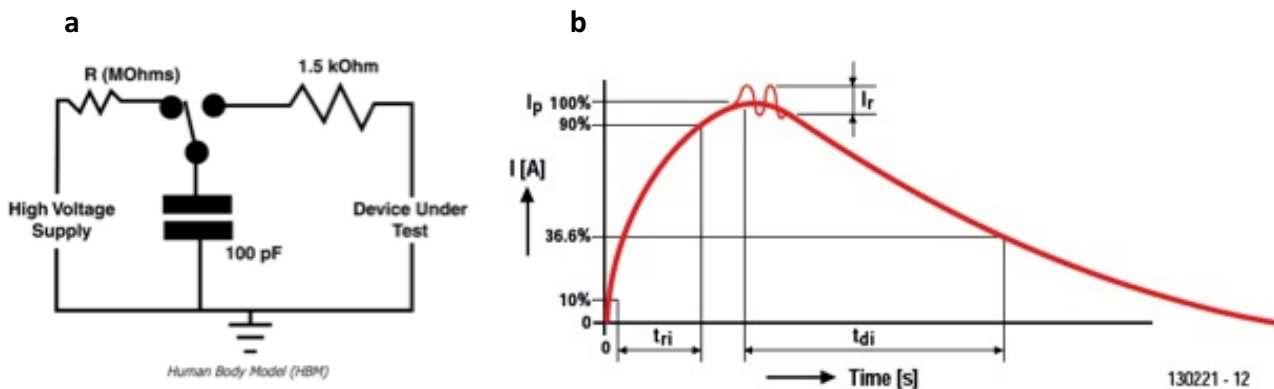 a
b
R (MOhms)
1.5 kOhm
High Voltage
Supply
100 pF
Device Under
Test
Human Body Model (HBM)
Ip 100%
90%
I [A]
36.6%
10%
0
0
tri
tdi
Ir
Time [s]
130221 - 12